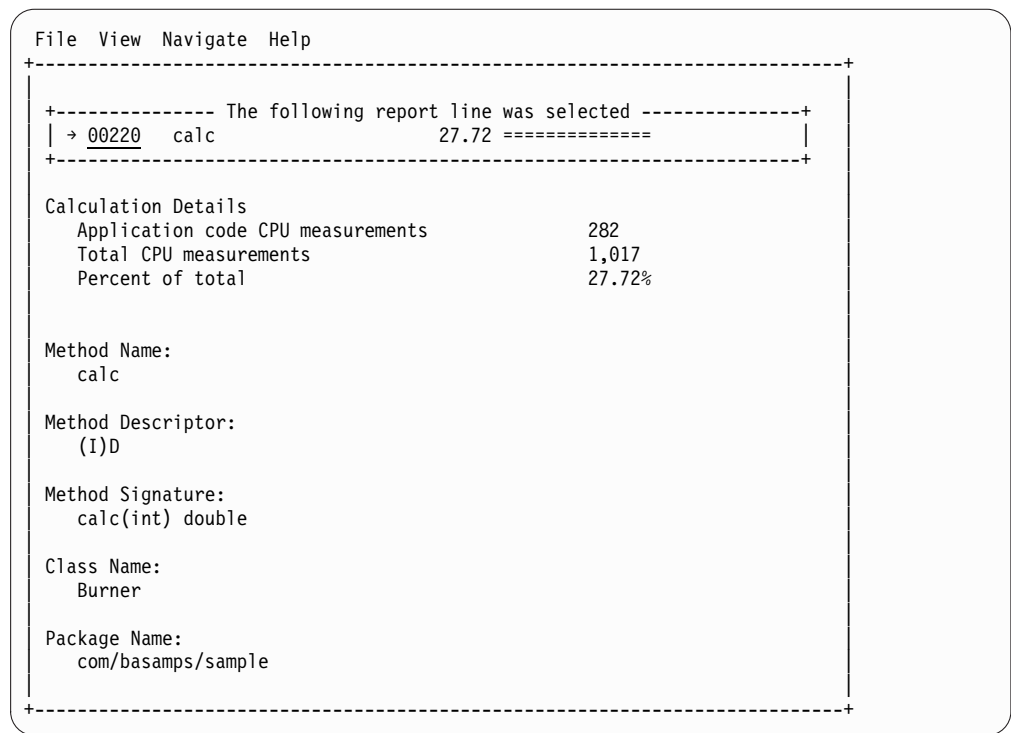 File View Navigate Help
+----------------------------------------------------------------------------+
+--------------- The following report line was selected ---------------+
| → 00220 calc 27.72 ============== |
+----------------------------------------------------------------------+
Calculation Details
Application code CPU measurements 282
Total CPU measurements 1,017
Percent of total 27.72%
Method Name:
calc
Method Descriptor:
(I)D
Method Signature:
calc(int) double
Class Name:
Burner
Package Name:
com/basamps/sample
+----------------------------------------------------------------------------+